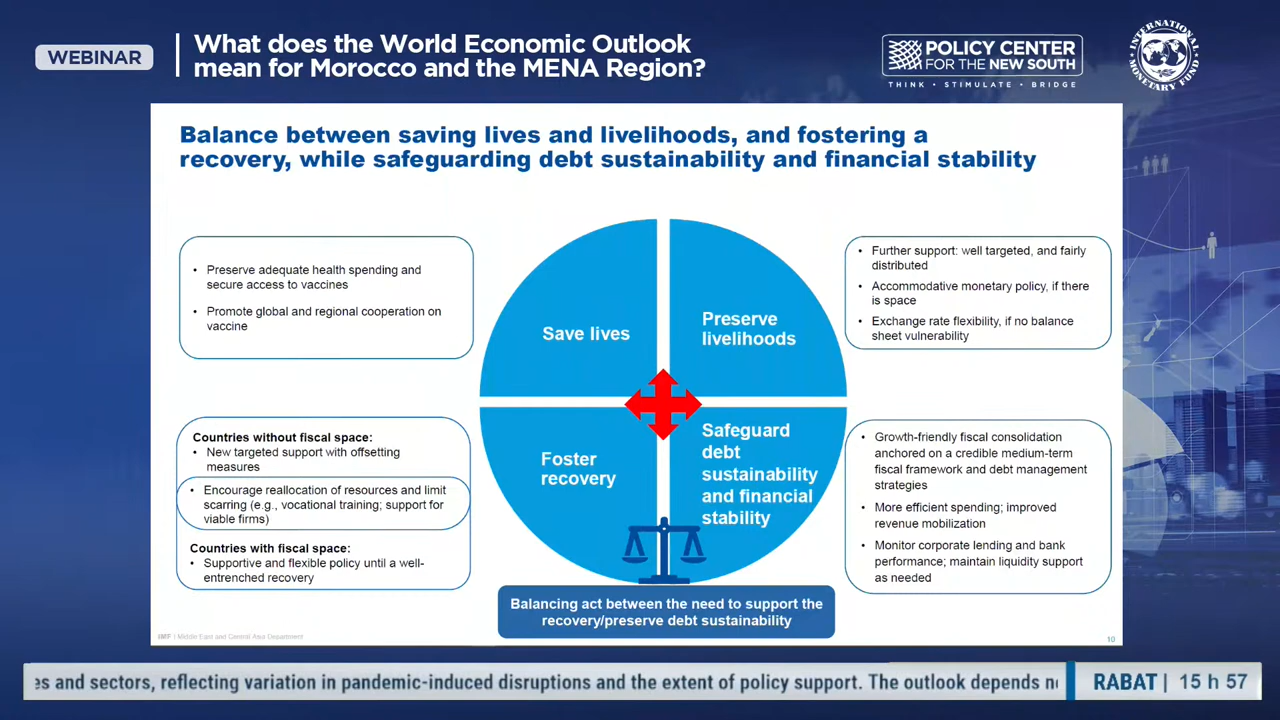 WEBINAR
What does the World Economic Outlook
mean for Morocco and the MENA Region?
POLICY CENTER
FOR THE NEW SOUTH
THINK • STIMULATE • BRIDGE
INTERNATIONAL MONETARY FUND
Balance between saving lives and livelihoods, and fostering a
recovery, while safeguarding debt sustainability and financial stability
• Preserve adequate health spending and
secure access to vaccines
• Promote global and regional cooperation on
vaccine
Save lives
Preserve
livelihoods
• Further support: well targeted, and fairly
distributed
• Accommodative monetary policy, if there
is space
• Exchange rate flexibility, if no balance
sheet vulnerability
Countries without fiscal space:
• New targeted support with offsetting
measures
• Encourage reallocation of resources and limit
scarring (e.g., vocational training; support for
viable firms)
Countries with fiscal space:
• Supportive and flexible policy until a well-
entrenched recovery
Foster
recovery
Safeguard
debt
sustainability
and financial
stability
• Growth-friendly fiscal consolidation
anchored on a credible medium-term
fiscal framework and debt management
strategies
• More efficient spending; improved
revenue mobilization
• Monitor corporate lending and bank
performance; maintain liquidity support
as needed
Balancing act between the need to support the
recovery/preserve debt sustainability
IMF | Middle East and Central Asia Department
10
es and sectors, reflecting variation in pandemic-induced disruptions and the extent of policy support. The outlook depends n
RABAT | 15 h 57